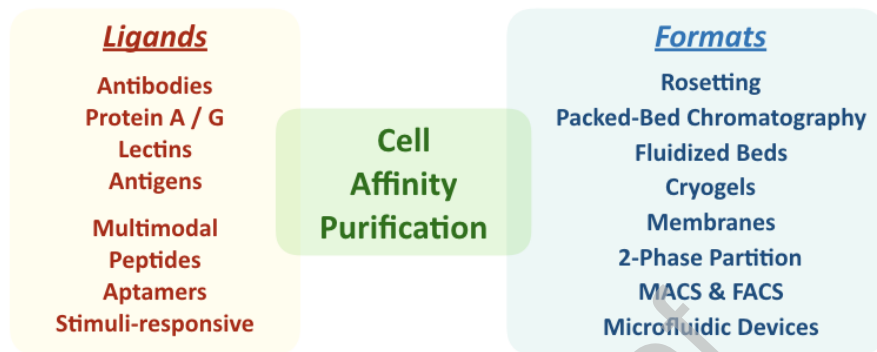 Ligands
Antibodies
Protein A / G
Lectins
Antigens
Multimodal
Peptides
Aptamers
Stimuli-responsive
Cell
Affinity
Purification
Formats
Rosetting
Packed-Bed Chromatography
Fluidized Beds
Cryogels
Membranes
2-Phase Partition
MACS & FACS
Microfluidic Devices